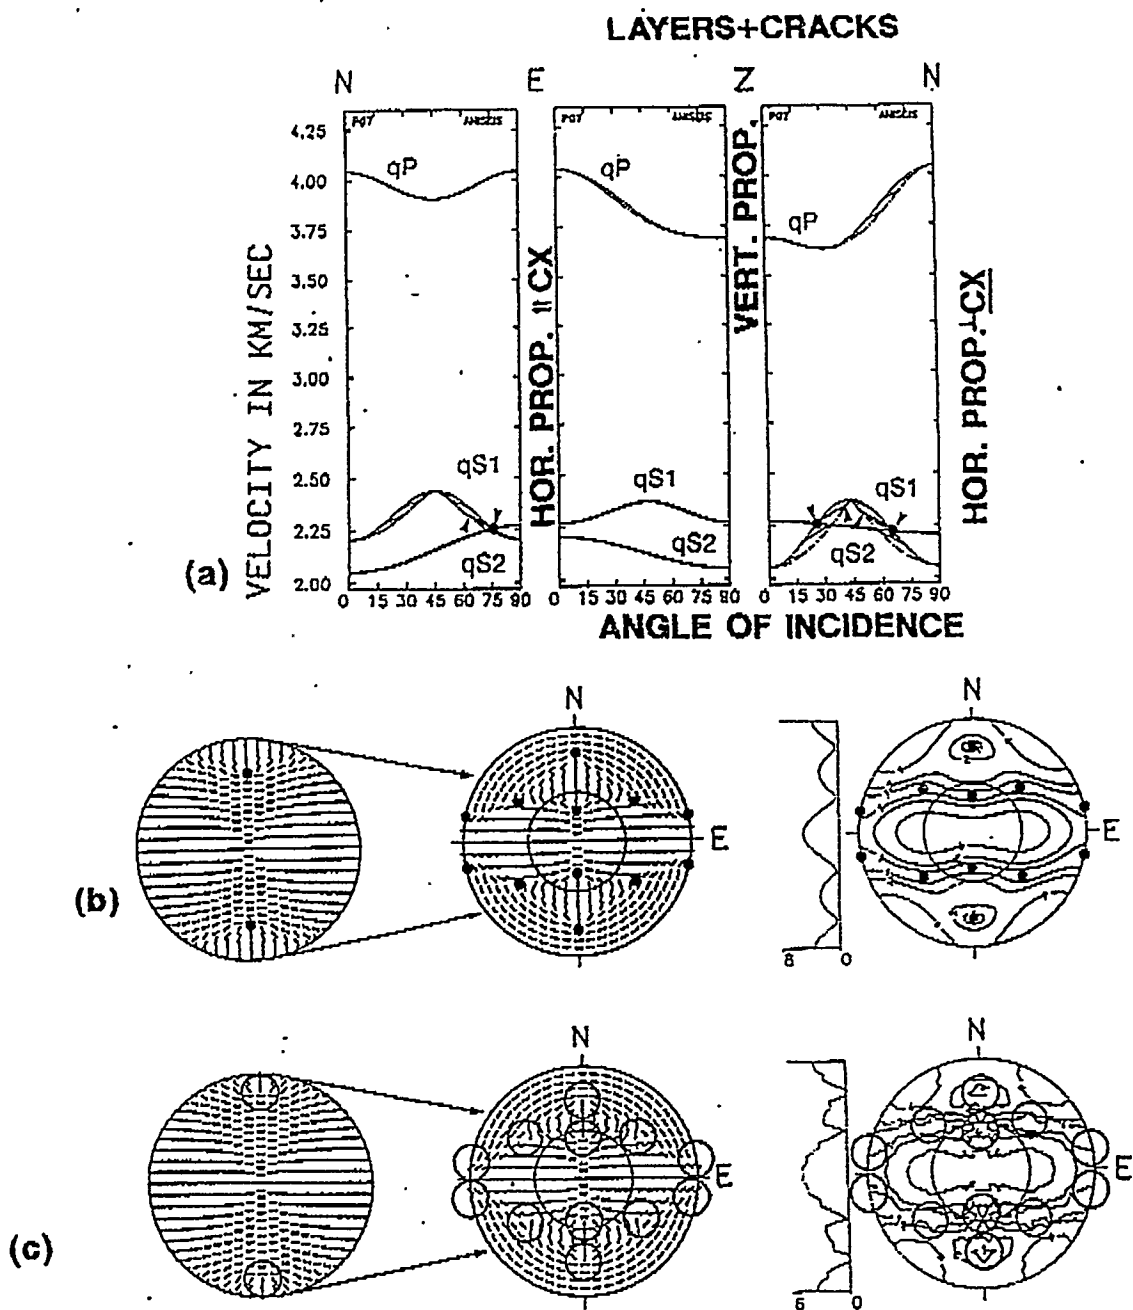 LAYERS+CRACKS
N E Z N
4.25
4.00
3.75
3.50
3.25
3.00
2.75
2.50
2.25
2.00
VELOCITY IN KM/SEC
qP
qS1
qS2
HOR. PROP. || CX
qP
qS1
qS2
VERT. PROP.
qP
qS1
qS2
HOR. PROP.⊥CX
(a)
0 15 30 45 60 75 90
0 15 30 45 60 75 90
0 15 30 45 60 75 90
ANGLE OF INCIDENCE
(b)
N
E
8 0
N
E
(c)
N
E
8 0
N
E